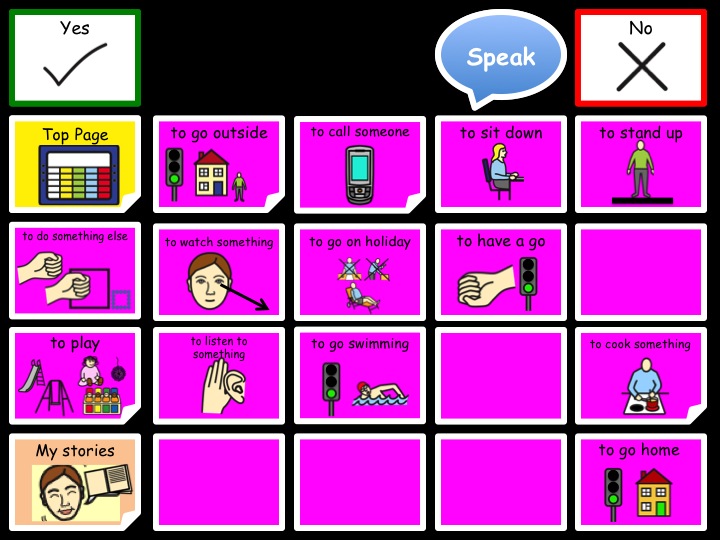 Yes
Speak
No
Top Page
to go outside
to call someone
to sit down
to stand up
to do something else
to watch something
to go on holiday
to have a go
to play
to listen to
something
to go swimming
to cook something
My stories
to go home